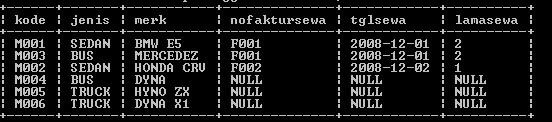 kode | jenis | merk | nofaktursewa | tglsewa | lamasewa
M001 | SEDAN | BMW E5 | F001 | 2008-12-01 | 2
M003 | BUS | MERCEDEZ | F001 | 2008-12-01 | 2
M002 | SEDAN | HONDA CRV | F002 | 2008-12-02 | 1
M004 | BUS | DYNA | NULL | NULL | NULL
M005 | TRUCK | HYNO ZX | NULL | NULL | NULL
M006 | TRUCK | DYNA X1 | NULL | NULL | NULL